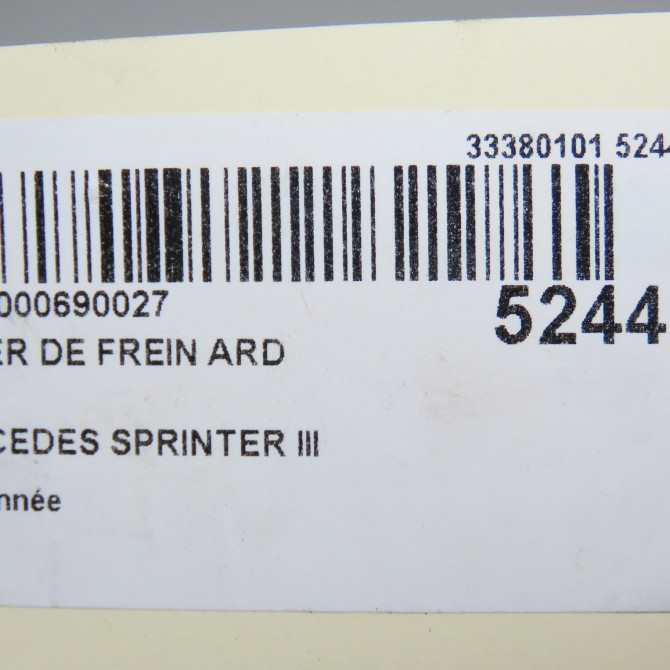 33380101 5244
000690027
5244
ER DE FREIN ARD
CEDES SPRINTER III
nnée